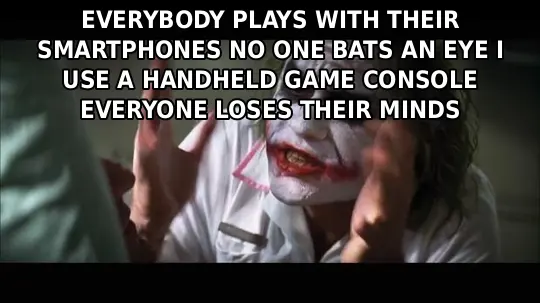 EVERYBODY PLAYS WITH THEIR
SMARTPHONES NO ONE BATS AN EYE I
USE A HANDHELD GAME CONSOLE
EVERYONE LOSES THEIR MINDS